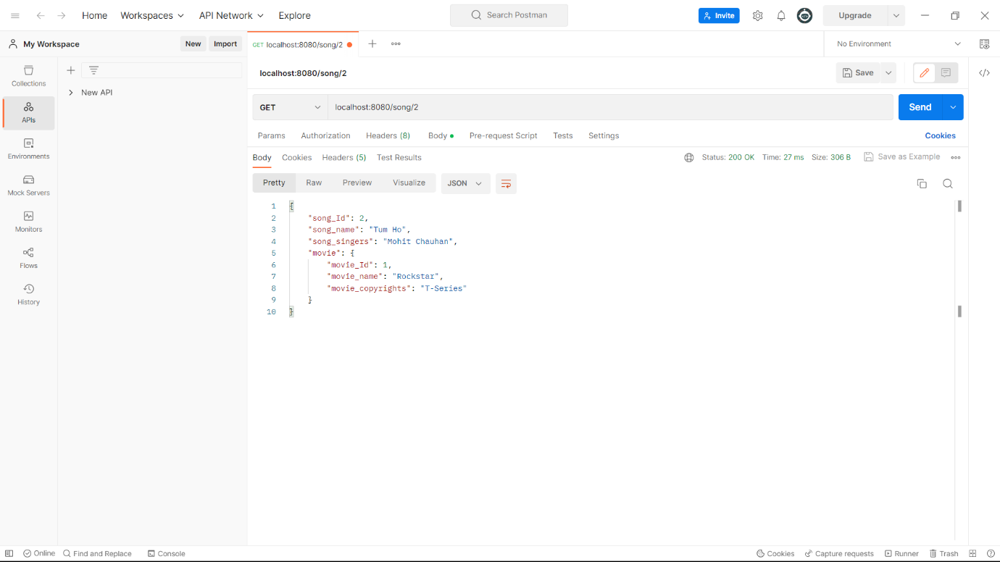 Home Workspaces API Network Explore Search Postman Invite Upgrade
My Workspace New Import GET localhost:8080/song/2 No Environment
Collections
APIs
Environments
Mock Servers
Monitors
Flows
History
New API
localhost:8080/song/2 Save
GET localhost:8080/song/2 Send
Params Authorization Headers (8) Body Pre-request Script Tests Settings Cookies
Body Cookies Headers (5) Test Results Status: 200 OK Time: 27 ms Size: 306 B Save as Example
Pretty Raw Preview Visualize JSON
1 {
2 "song_Id": 2,
3 "song_name": "Tum Ho",
4 "song_singers": "Mohit Chauhan",
5 "movie": {
6 "movie_Id": 1,
7 "movie_name": "Rockstar",
8 "movie_copyrights": "T-Series"
9 }
10 }
Online Find and Replace Console Cookies Capture requests Runner Trash